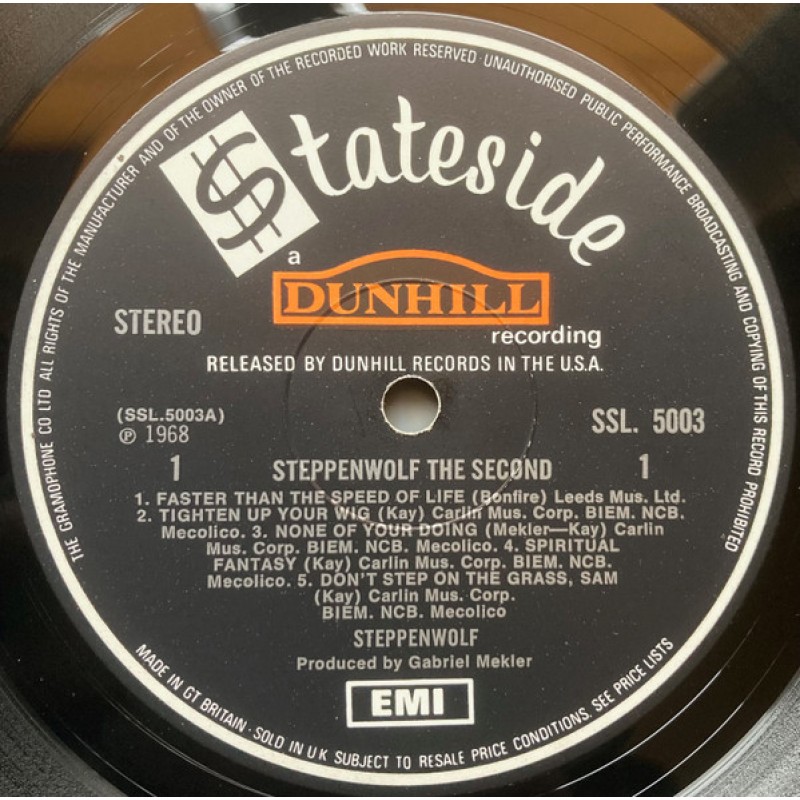 THE GRAMOPHONE CO LTD ALL RIGHTS OF THE MANUFACTURER AND OF THE OWNER OF THE RECORDED WORK RESERVED UNAUTHORISED PUBLIC PERFORMANCE BROADCASTING AND COPYING OF THIS RECORD PROHIBITED
$tateside
a
DUNHILL
recording
STEREO
RELEASED BY DUNHILL RECORDS IN THE U.S.A.
(SSL.5003A)
℗ 1968
SSL. 5003
1 STEPPENWOLF THE SECOND 1
1. FASTER THAN THE SPEED OF LIFE (Bonfire) Leeds Mus. Ltd.
2. TIGHTEN UP YOUR WIG (Kay) Carlin Mus. Corp. BIEM. NCB.
Mecolico. 3. NONE OF YOUR DOING (Mekler—Kay) Carlin
Mus. Corp. BIEM. NCB. Mecolico. 4. SPIRITUAL
FANTASY (Kay) Carlin Mus. Corp. BIEM. NCB.
Mecolico. 5. DON'T STEP ON THE GRASS, SAM
(Kay) Carlin Mus. Corp.
BIEM. NCB. Mecolico
STEPPENWOLF
Produced by Gabriel Mekler
EMI
MADE IN GT BRITAIN · SOLD IN U K SUBJECT TO RESALE PRICE CONDITIONS. SEE PRICE LISTS